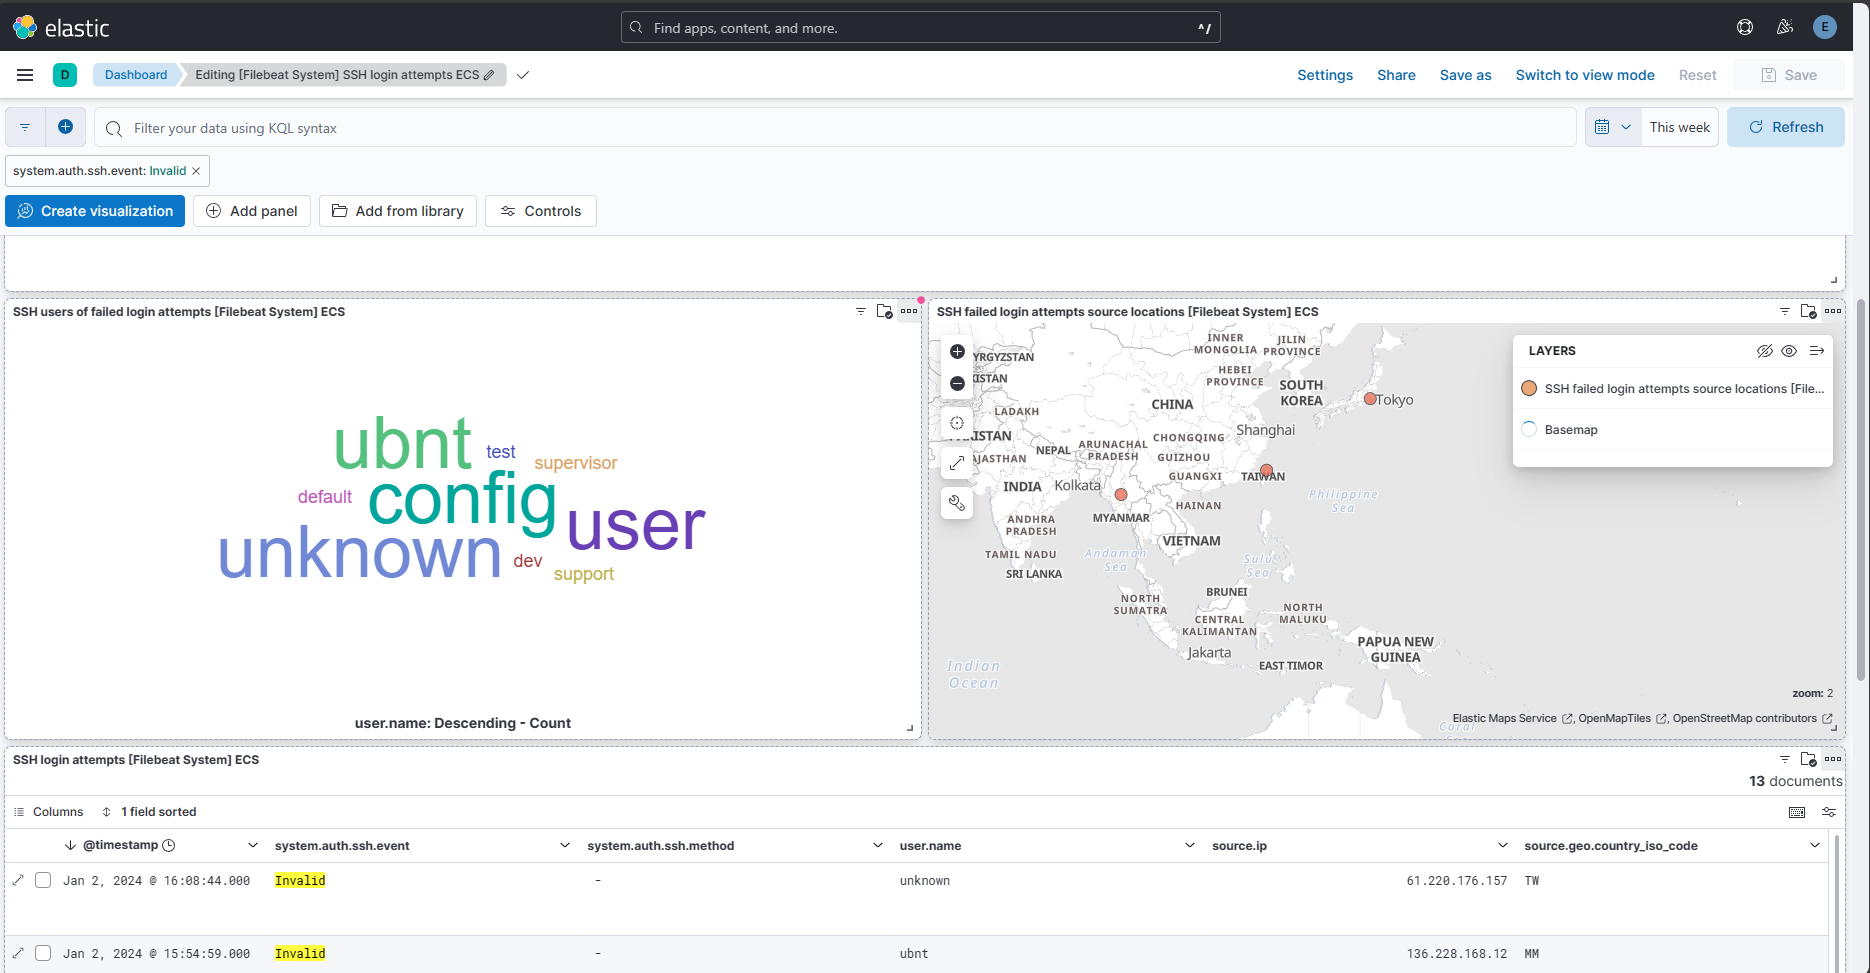 elastic
Find apps, content, and more.
^/
E
D
Dashboard
Editing [Filebeat System] SSH login attempts ECS
Settings
Share
Save as
Switch to view mode
Reset
Save
Filter your data using KQL syntax
This week
Refresh
system.auth.ssh.event: Invalid ×
Create visualization
Add panel
Add from library
Controls
SSH users of failed login attempts [Filebeat System] ECS
ubnt
test
supervisor
default
config
user
unknown
dev
support
user.name: Descending - Count
SSH failed login attempts source locations [Filebeat System] ECS
YRGYZSTAN
INNER
MONGOLIA
JILIN
PROVINCE
KISTAN
HEBEI
PROVINCE
SOUTH
KOREA
Tokyo
LADAKH
CHINA
Shanghai
KISTAN
NEPAL
ARUNACHAL
PRADESH
CHONGQING
GUIZHOU
AJASTHAN
GUANGXI
TAIWAN
INDIA
Kolkata
Philippine
Sea
MYANMAR
HAINAN
ANDHRA
PRADESH
VIETNAM
TAMIL NADU
Andaman
Sea
Sulu
Sea
SRI LANKA
BRUNEI
NORTH
SUMATRA
NORTH
MALUKU
CENTRAL
KALIMANTAN
PAPUA NEW
GUINEA
Jakarta
EAST TIMOR
Indian
Ocean
Coral
LAYERS
SSH failed login attempts source locations [File...
Basemap
zoom: 2
Elastic Maps Service , OpenMapTiles , OpenStreetMap contributors
SSH login attempts [Filebeat System] ECS
13 documents
Columns
1 field sorted
@timestamp system.auth.ssh.event system.auth.ssh.method user.name source.ip source.geo.country_iso_code
Jan 2, 2024 @ 16:08:44.000 Invalid - unknown 61.220.176.157 TW
Jan 2, 2024 @ 15:54:59.000 Invalid - ubnt 136.228.168.12 MM